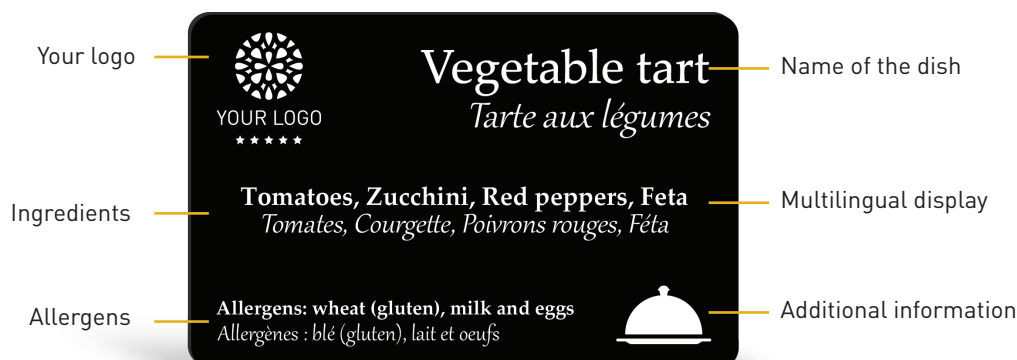 Your logo
YOUR LOGO
Vegetable tart
Tarte aux légumes
Name of the dish
Ingredients
Tomatoes, Zucchini, Red peppers, Feta
Tomates, Courgette, Poivrons rouges, Féta
Multilingual display
Allergens
Allergens: wheat (gluten), milk and eggs
Allergènes : blé (gluten), lait et oeufs
Additional information